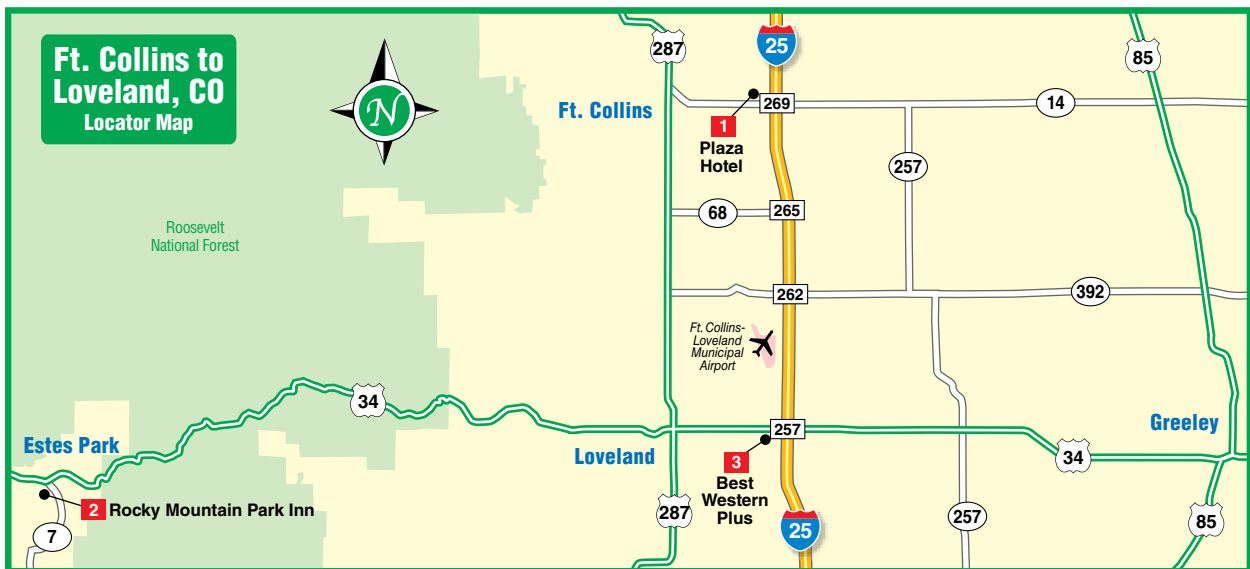 Ft. Collins to
Loveland, CO
Locator Map
N
287
25
85
Ft. Collins
269
14
1
Plaza
Hotel
257
68
265
Roosevelt
National Forest
262
392
Ft. Collins-
Loveland
Municipal
Airport
34
Estes Park
257
Loveland
Greeley
34
3
Best
Western
Plus
2 Rocky Mountain Park Inn
7
287
25
257
85